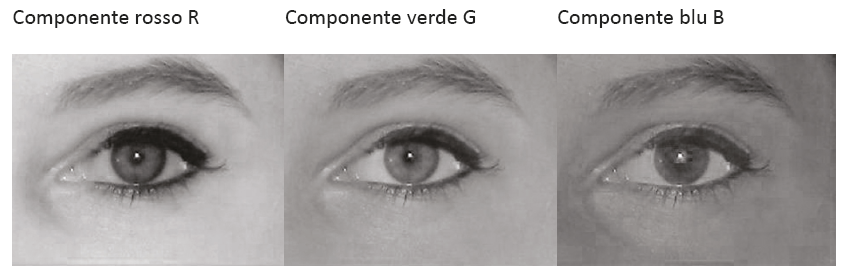 Componente rosso R
Componente verde G
Componente blu B